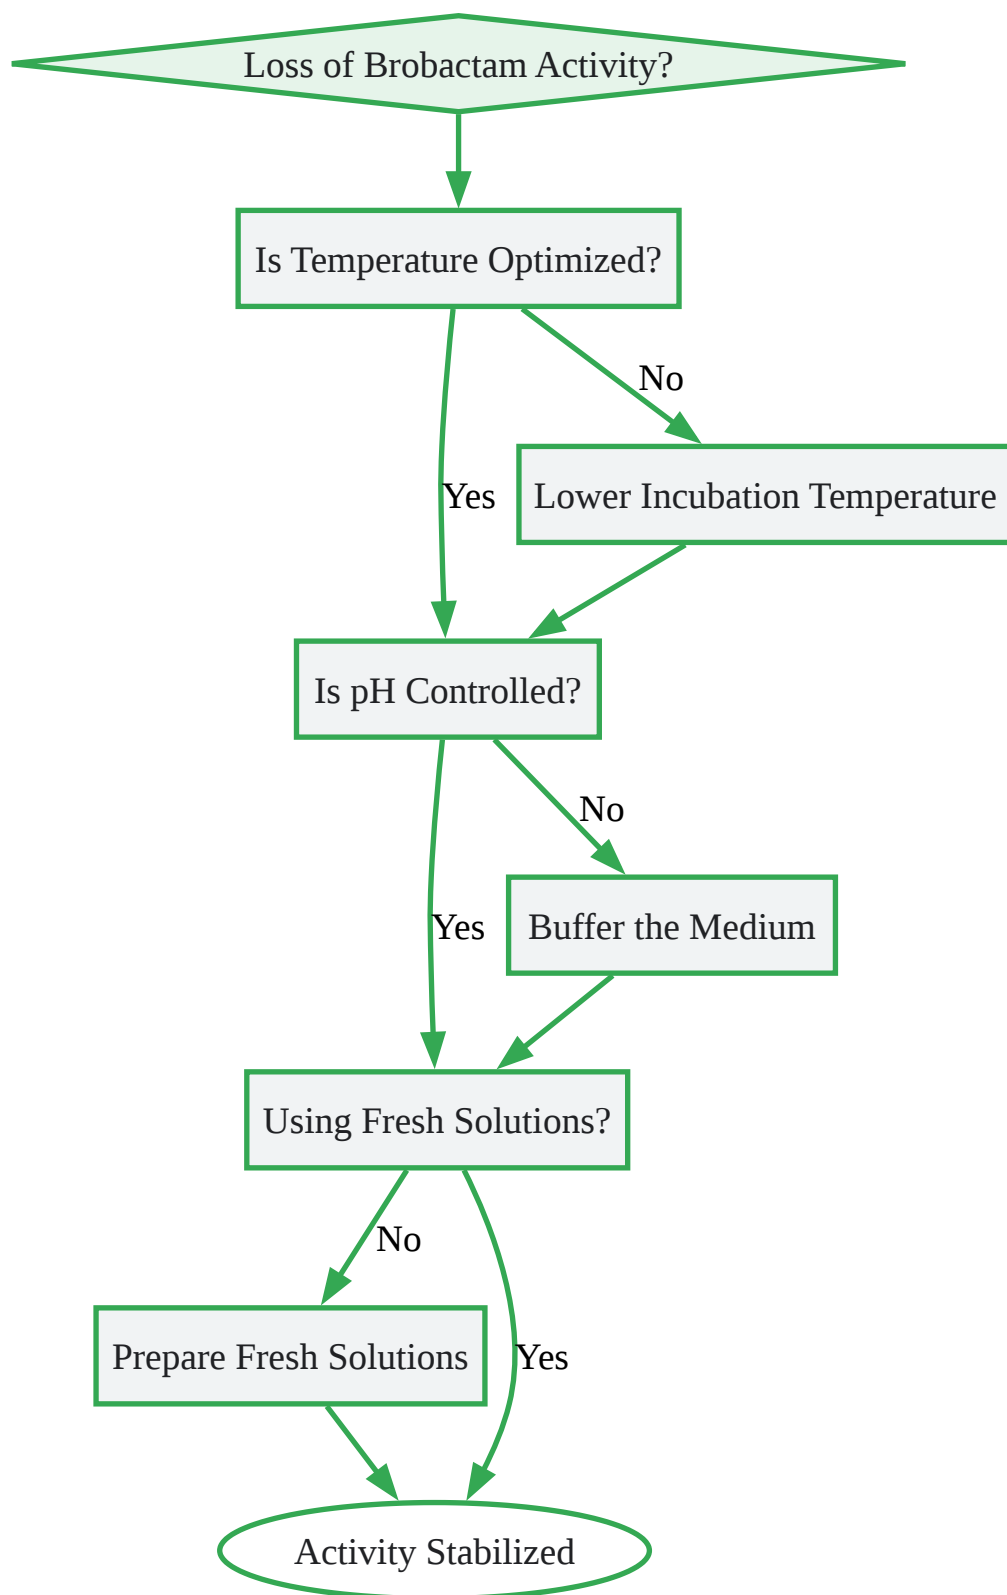 Loss of Brobactam Activity?
Is Temperature Optimized?
No
Yes
Lower Incubation Temperature
Is pH Controlled?
No
Yes
Buffer the Medium
Using Fresh Solutions?
No
Prepare Fresh Solutions
Yes
Activity Stabilized